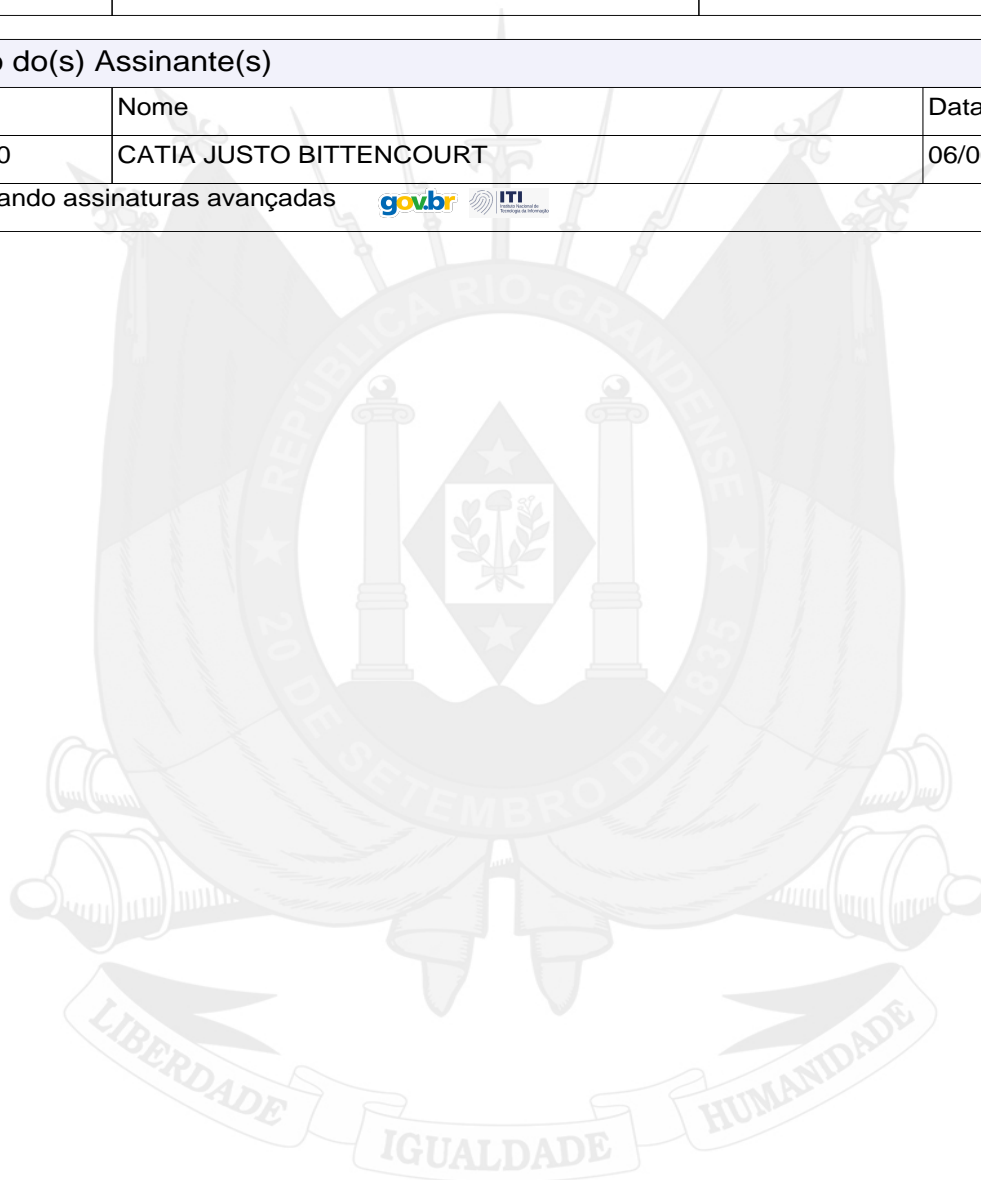 o do(s) Assinante(s)
Nome Data
0 CATIA JUSTO BITTENCOURT 06/0
ando assinaturas avançadas gov.br ITI
REPÚBLICA RIO-GRANDENSE
20 DE SETEMBRO DE 1835
LIBERDADE IGUALDADE HUMANIDADE